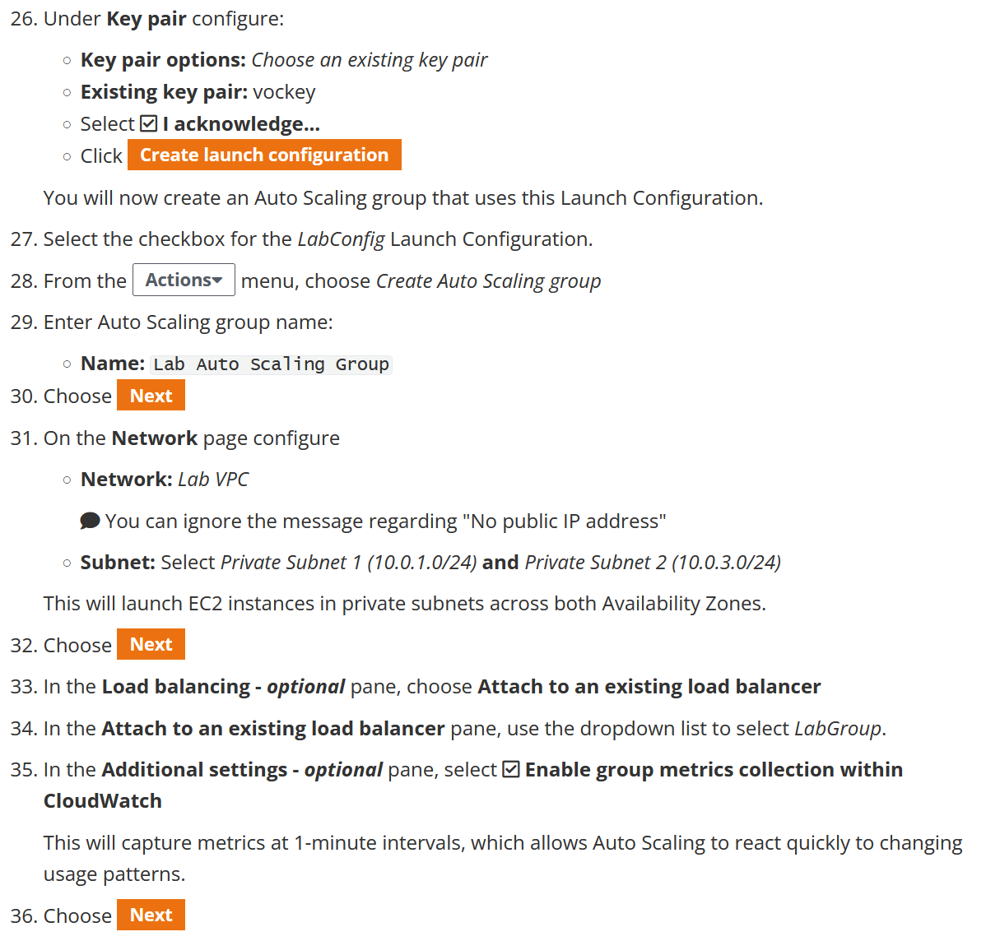 26. Under Key pair configure:
Key pair options: Choose an existing key pair
Existing key pair: vockey
Select I acknowledge...
Click Create launch configuration
You will now create an Auto Scaling group that uses this Launch Configuration.
27. Select the checkbox for the LabConfig Launch Configuration.
28. From the Actions menu, choose Create Auto Scaling group
29. Enter Auto Scaling group name:
Name: Lab Auto Scaling Group
30. Choose Next
31. On the Network page configure
Network: Lab VPC
You can ignore the message regarding "No public IP address"
Subnet: Select Private Subnet 1 (10.0.1.0/24) and Private Subnet 2 (10.0.3.0/24)
This will launch EC2 instances in private subnets across both Availability Zones.
32. Choose Next
33. In the Load balancing - optional pane, choose Attach to an existing load balancer
34. In the Attach to an existing load balancer pane, use the dropdown list to select LabGroup.
35. In the Additional settings - optional pane, select Enable group metrics collection within
CloudWatch
This will capture metrics at 1-minute intervals, which allows Auto Scaling to react quickly to changing
usage patterns.
36. Choose Next